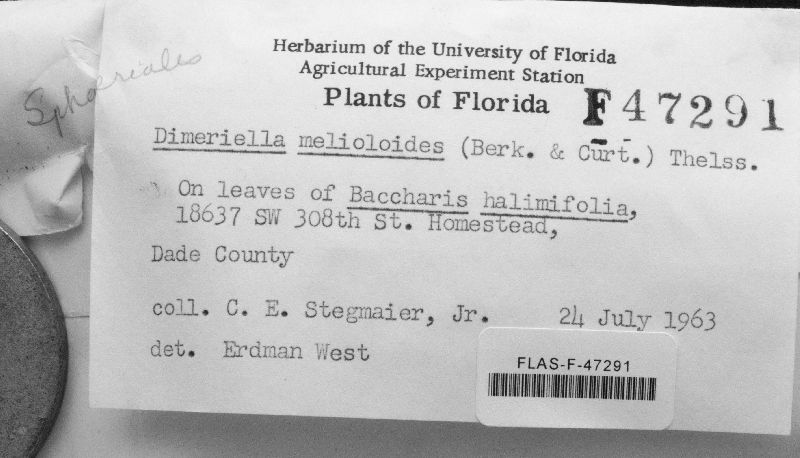 Sphaeriales
Herbarium of the University of Florida
Agricultural Experiment Station
Plants of Florida F47291
Dimeriella melioloides (Berk. & Curt.) Thelss.
On leaves of Baccharis halimifolia,
18637 SW 308th St. Homestead,
Dade County
coll. C. E. Stegmaier, Jr. 24 July 1963
det. Erdman West
FLAS-F-47291